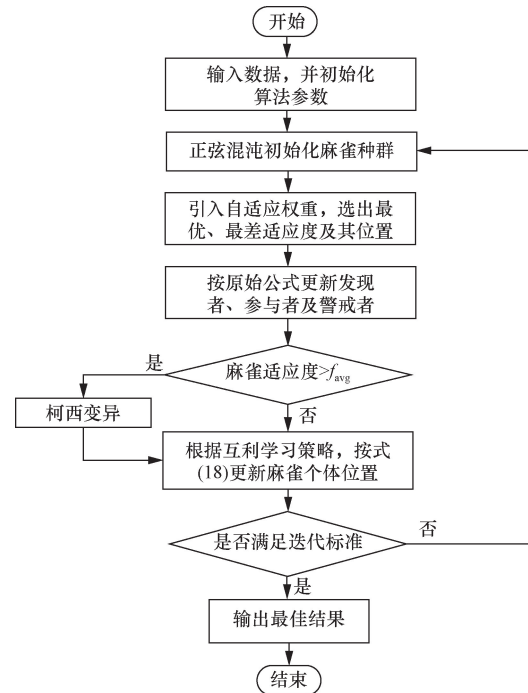 开始
输入数据，并初始化
算法参数
正弦混沌初始化麻雀种群
引入自适应权重，选出最
优、最差适应度及其位置
按原始公式更新发现
者、参与者及警戒者
是
麻雀适应度>favg
柯西变异
否
根据互利学习策略，按式
(18)更新麻雀个体位置
是否满足迭代标准
否
是
输出最佳结果
结束